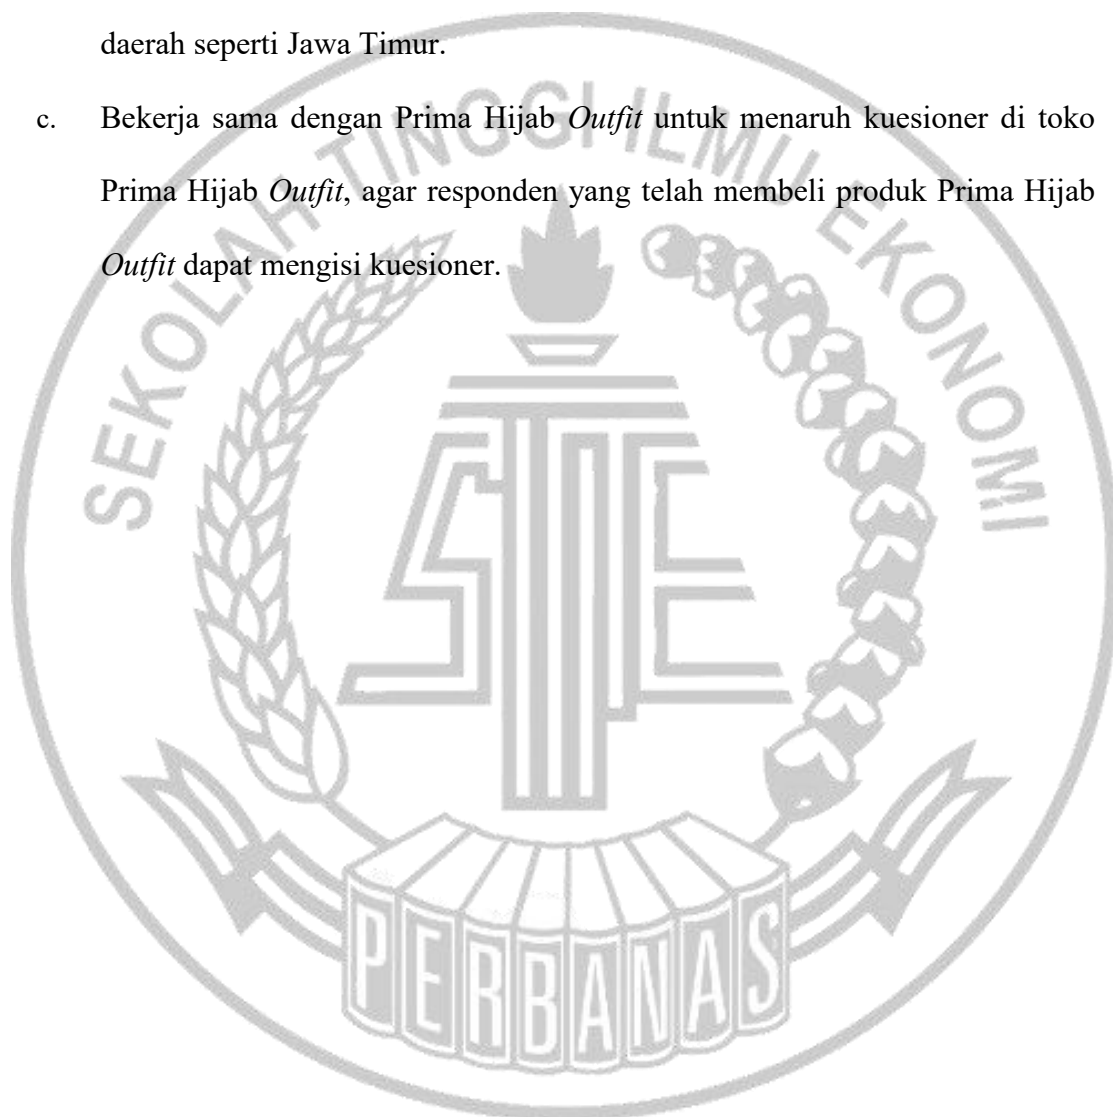 daerah seperti Jawa Timur.
c. Bekerja sama dengan Prima Hijab Outfit untuk menaruh kuesioner di toko
Prima Hijab Outfit, agar responden yang telah membeli produk Prima Hijab
Outfit dapat mengisi kuesioner.
SEKOLAH TINGGI ILMU EKONOMI
STIE
PERBANAS